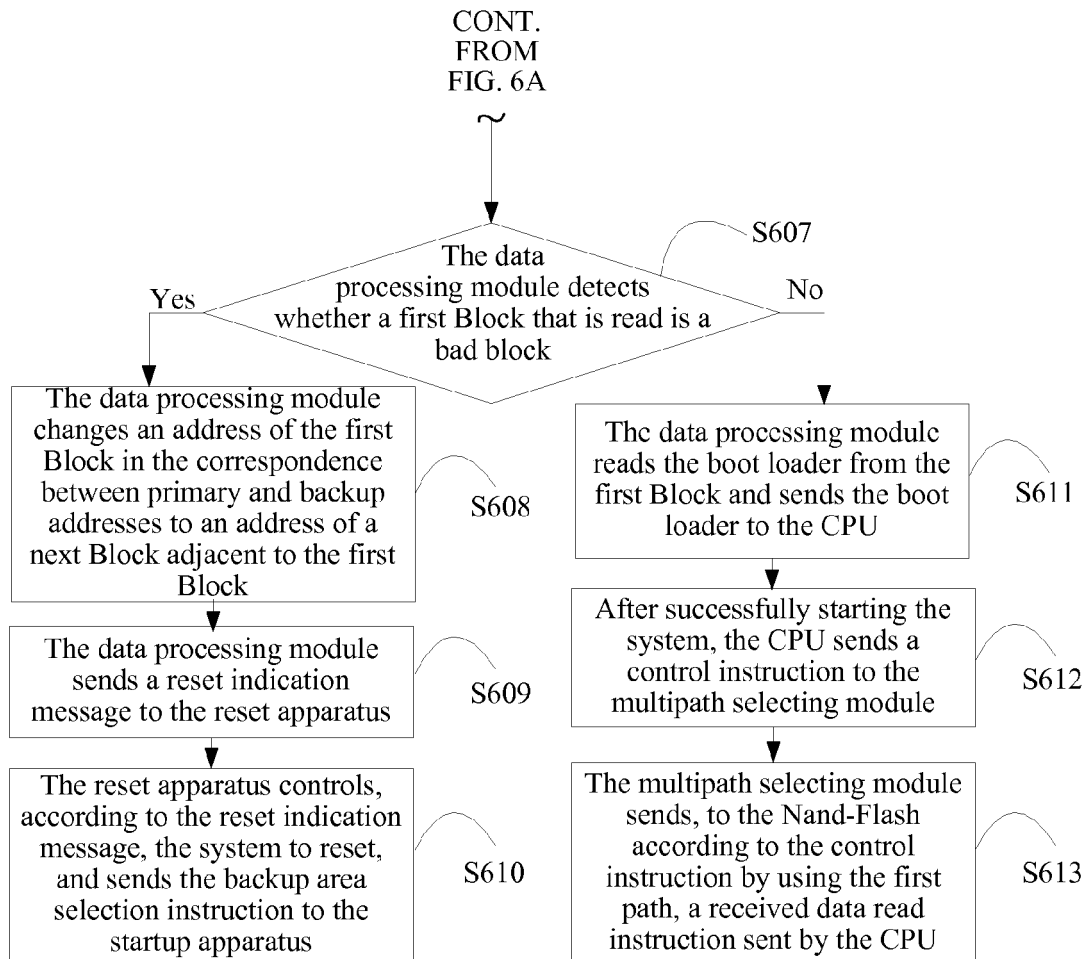 CONT.
FROM
FIG. 6A
S607
The data
processing module detects
whether a first Block that is read is a
bad block
Yes
No
The data processing module
changes an address of the first
Block in the correspondence
between primary and backup
addresses to an address of a
next Block adjacent to the first
Block
S608
The data processing module
sends a reset indication
message to the reset apparatus
S609
The reset apparatus controls,
according to the reset indication
message, the system to reset,
and sends the backup area
selection instruction to the
startup apparatus
S610
The data processing module
reads the boot loader from the
first Block and sends the boot
loader to the CPU
S611
After successfully starting the
system, the CPU sends a
control instruction to the
multipath selecting module
S612
The multipath selecting module
sends, to the Nand-Flash
according to the control
instruction by using the first
path, a received data read
instruction sent by the CPU
S613